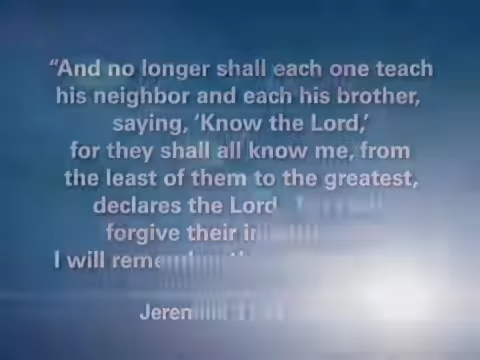 “And no longer shall each one teach
his neighbor and each his brother,
saying, ‘Know the Lord,’
for they shall all know me, from
the least of them to the greatest,
declares the Lord
forgive their
I will